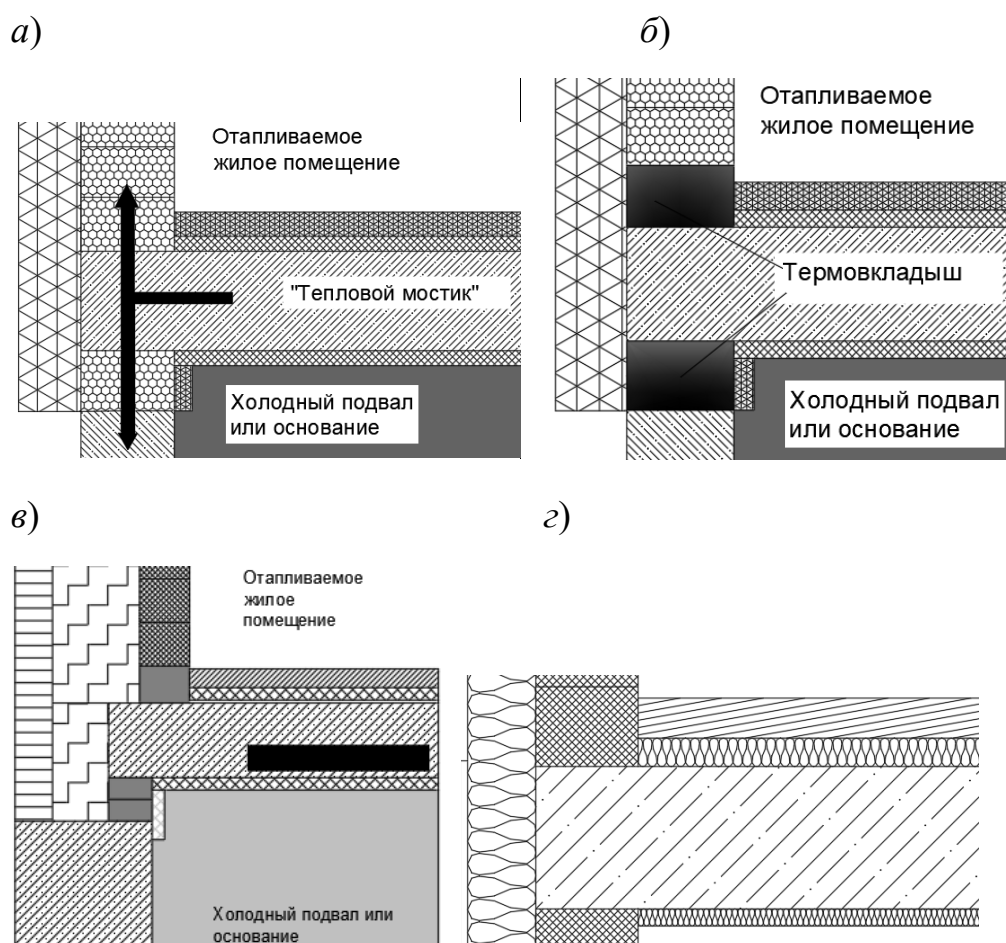 а)
б)
Отапливаемое
жилое помещение
Отапливаемое
жилое помещение
"Тепловой мостик"
Термовкладыш
Холодный подвал
или основание
Холодный подвал
или основание
в)
г)
Отапливаемое
жилое
помещение
Холодный подвал или
основание